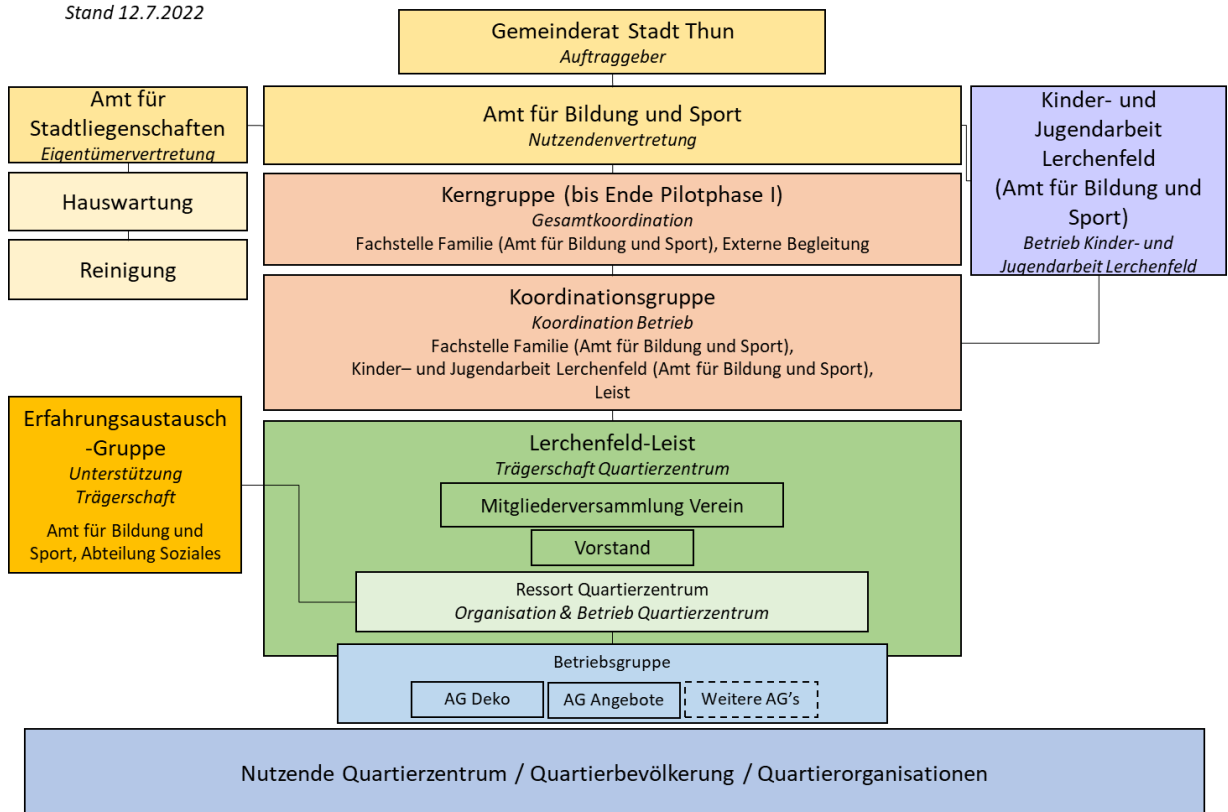 Stand 12.7.2022
Gemeinderat Stadt Thun
Auftraggeber
Amt für
Stadtliegenschaften
Eigentümervertretung
Amt für Bildung und Sport
Nutzendenvertretung
Kinder- und
Jugendarbeit
Lerchenfeld
(Amt für Bildung und
Sport)
Betrieb Kinder- und
Jugendarbeit Lerchenfeld
Hauswartung
Reinigung
Kerngruppe (bis Ende Pilotphase I)
Gesamtkoordination
Fachstelle Familie (Amt für Bildung und Sport), Externe Begleitung
Koordinationsgruppe
Koordination Betrieb
Fachstelle Familie (Amt für Bildung und Sport),
Kinder– und Jugendarbeit Lerchenfeld (Amt für Bildung und Sport),
Leist
Erfahrungsaustausch
-Gruppe
Unterstützung
Trägerschaft
Amt für Bildung und
Sport, Abteilung Soziales
Lerchenfeld-Leist
Trägerschaft Quartierzentrum
Mitgliederversammlung Verein
Vorstand
Ressort Quartierzentrum
Organisation & Betrieb Quartierzentrum
Betriebsgruppe
AG Deko
AG Angebote
Weitere AG's
Nutzende Quartierzentrum / Quartierbevölkerung / Quartierorganisationen